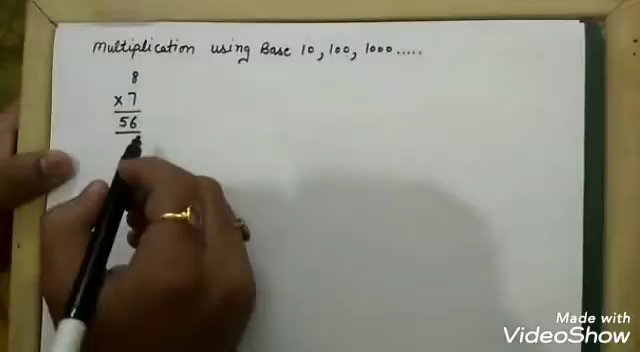 Multiplication using Base 10, 100, 1000.....
8
x 7
56
Made with
VideoShow